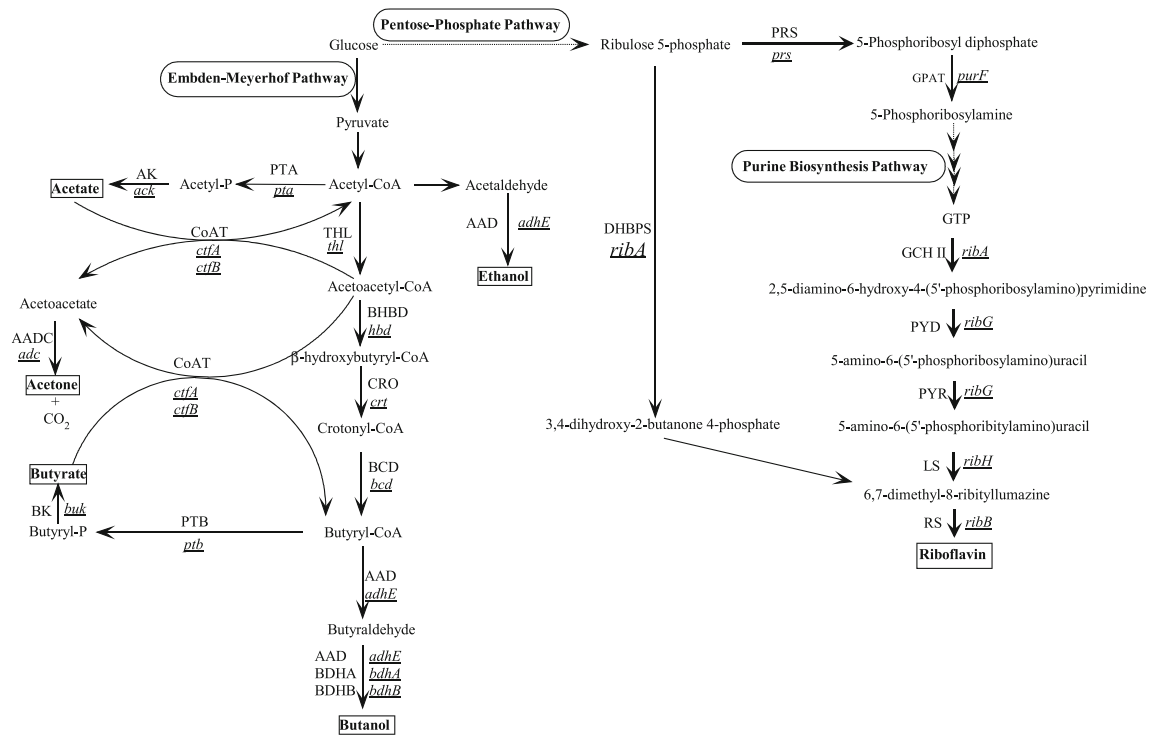 Pentose-Phosphate Pathway
Glucose
Ribulose 5-phosphate
PRS
prs
5-Phosphoribosyl diphosphate
Embden-Meyerhof Pathway
GPAT
purF
Pyruvate
5-Phosphoribosylamine
Purine Biosynthesis Pathway
Acetate
AK
ack
Acetyl-P
PTA
pta
Acetyl-CoA
Acetaldehyde
AAD
adhE
Ethanol
GTP
CoAT
ctfA
ctfB
THL
thl
DHBPS
ribA
GCH II
ribA
Acetoacetyl-CoA
2,5-diamino-6-hydroxy-4-(5'-phosphoribosylamino)pyrimidine
Acetoacetate
BHBD
hbd
PYD
ribG
AADC
adc
CoAT
ctfA
ctfB
β-hydroxybutyryl-CoA
5-amino-6-(5'-phosphoribosylamino)uracil
Acetone
+
CO2
CRO
crt
PYR
ribG
Crotonyl-CoA
3,4-dihydroxy-2-butanone 4-phosphate
5-amino-6-(5'-phosphoribitylamino)uracil
Butyrate
BCD
bcd
LS
ribH
BK
buk
6,7-dimethyl-8-ribityllumazine
Butyryl-P
PTB
ptb
Butyryl-CoA
RS
ribB
Riboflavin
AAD
adhE
Butyraldehyde
AAD
adhE
BDHA
bdhA
BDHB
bdhB
Butanol